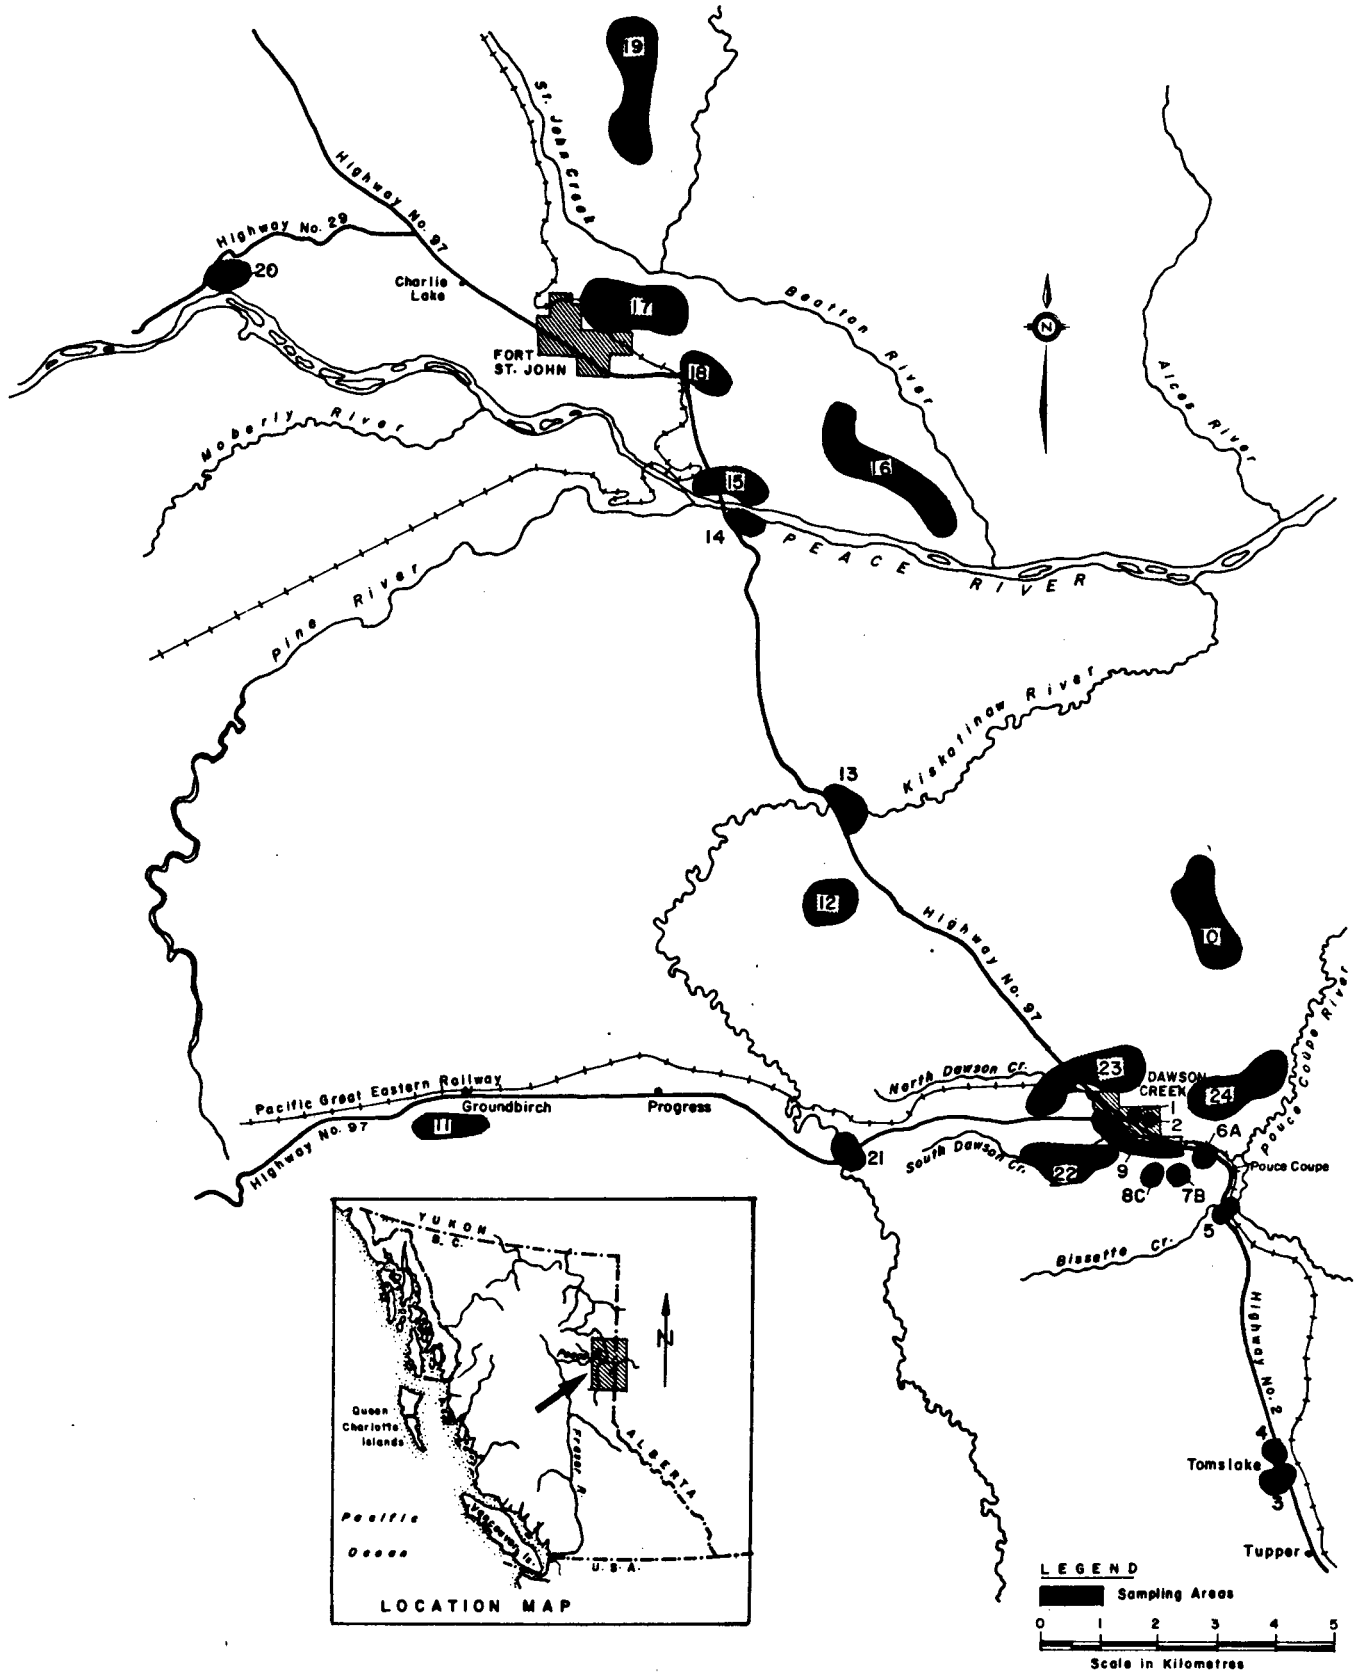 19
St. John Creek
Highway No. 97
Highway No. 29
20
Charlie
Lake
17
Beatton River
FORT
ST. JOHN
18
N
Alces River
Moberly River
16
15
14
PEACE RIVER
Pine River
Kiskatinaw River
13
12
10
Highway No. 97
Pouce Coupe River
23
North Dawson Cr.
DAWSON
CREEK
24
Pacific Great Eastern Railway
Groundbirch
Progress
1
2
6A
11
Highway No. 97
21
South Dawson Cr.
22
9
Pouce Coupe
8C
7B
5
Bissette Cr.
YUKON
B.C.
Highway No. 2
N
Peace R.
Queen
Charlotte
Islands
Fraser R.
ALBERTA
4
Tomslake
3
Vancouver Is.
Pacific
Ocean
U.S.A.
Tupper
LOCATION MAP
LEGEND
Sampling Areas
0 1 2 3 4 5
Scale in Kilometres